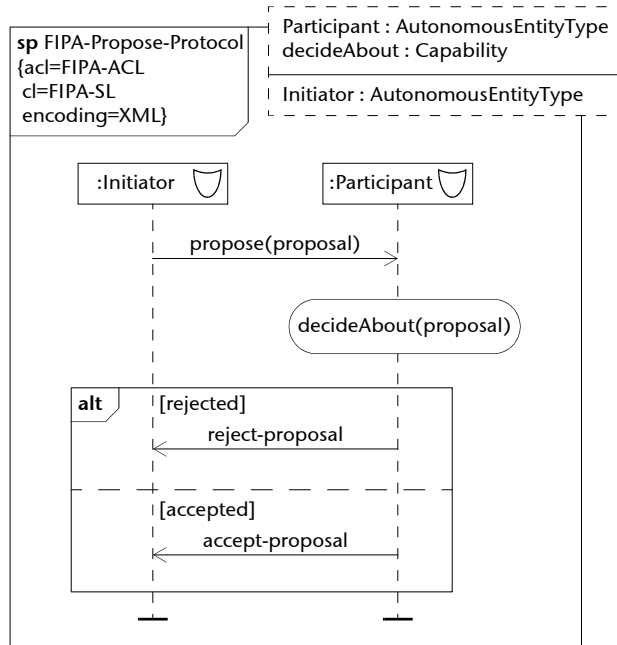 sp FIPA-Propose-Protocol
{acl=FIPA-ACL
cl=FIPA-SL
encoding=XML}
Participant : AutonomousEntityType
decideAbout : Capability
Initiator : AutonomousEntityType
:Initiator
:Participant
propose(proposal)
decideAbout(proposal)
alt
[rejected]
reject-proposal
[accepted]
accept-proposal